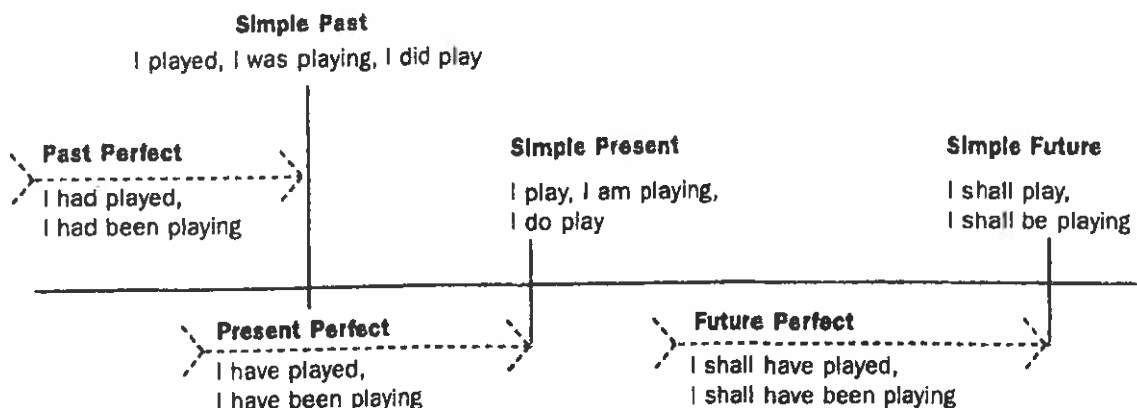 Simple Past
I played, I was playing, I did play
Past Perfect
I had played,
I had been playing
Simple Present
I play, I am playing,
I do play
Simple Future
I shall play,
I shall be playing
Present Perfect
I have played,
I have been playing
Future Perfect
I shall have played,
I shall have been playing